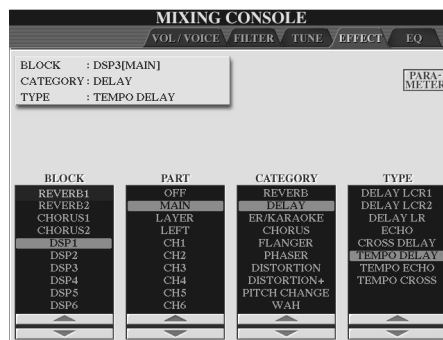 MIXING CONSOLE
VOL/VOICE FILTER TUNE EFFECT EQ
BLOCK : DSP3[MAIN]
CATEGORY : DELAY
TYPE : TEMPO DELAY
PARA-
METER
BLOCK PART CATEGORY TYPE
REVERB1 OFF REVERB DELAY LCR1
REVERB2 MAIN DELAY DELAY LCR2
CHORUS1 LAYER ER/KARAOKE DELAY LR
CHORUS2 LEFT CHORUS ECHO
DSP1 CH1 FLANGER CROSS DELAY
DSP2 CH2 PHASER TEMPO DELAY
DSP3 CH3 DISTORTION TEMPO ECHO
DSP4 CH4 DISTORTION+ TEMPO CROSS
DSP5 CH5 PITCH CHANGE
DSP6 CH6 WAH